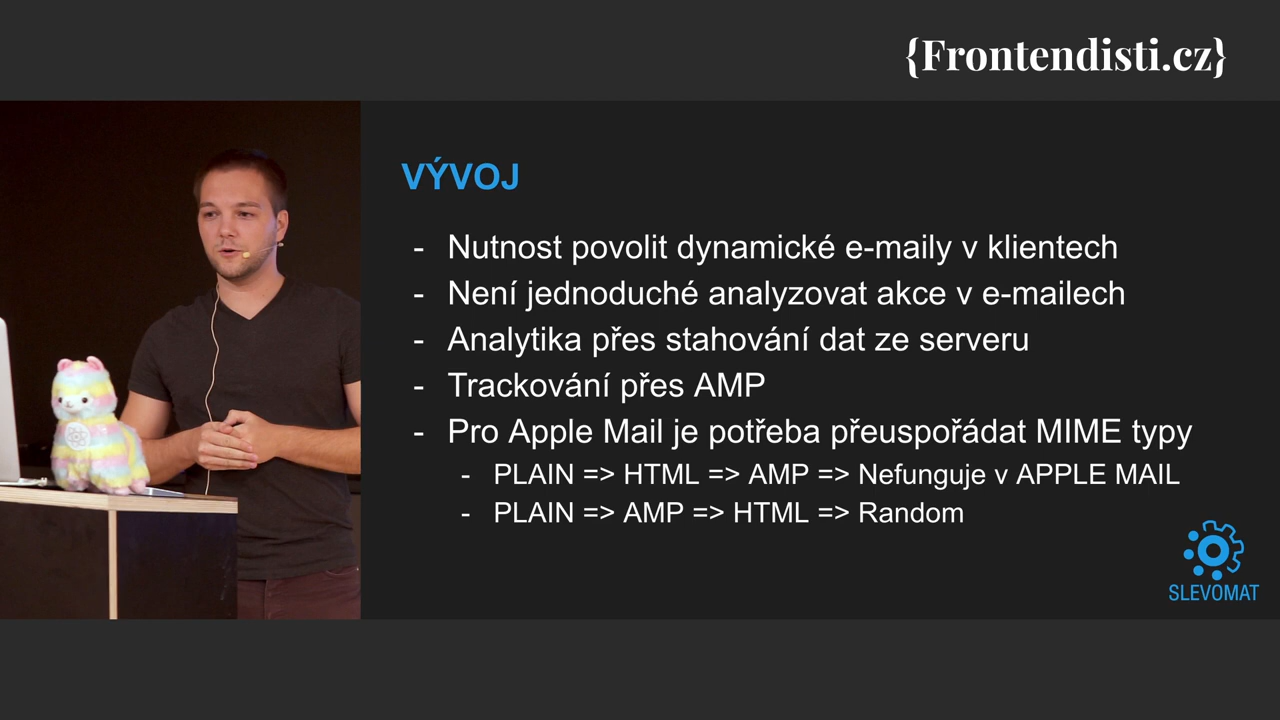 {Frontendisti.cz}
VÝVOJ
- Nutnost povolit dynamické e-maily v klientech
- Není jednoduché analyzovat akce v e-mailech
- Analytika přes stahování dat ze serveru
- Trackování přes AMP
- Pro Apple Mail je potřeba přeuspořádat MIME typy
- PLAIN => HTML => AMP => Nefunguje v APPLE MAIL
- PLAIN => AMP => HTML => Random
SLEVOMAT